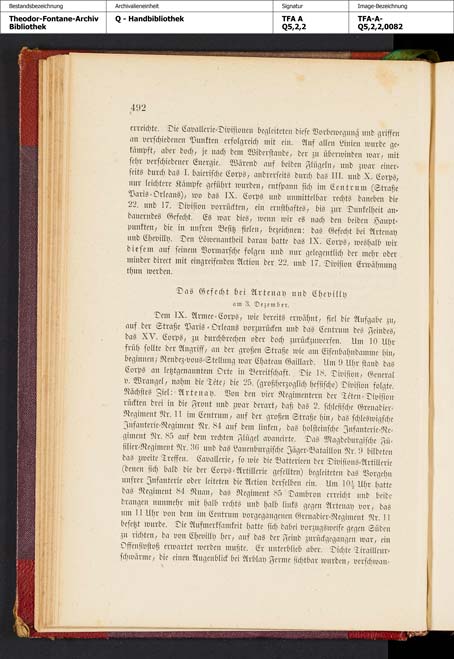 Bestandsbezeichnung
Archivalieneinheit
Signatur
Image-Bezeichnung
Theodor-Fontane-Archiv
Bibliothek
Q - Handbibliothek
TFA A
Q5,2,2
TFA-A-
Q5,2,2,0082
492
erreichte. Die Cavallerie-Divisionen begleiteten diese Vorbewegung und griffen
an verschiedenen Punkten erfolgreich mit ein. Auf allen Linien wurde ge-
kämpft, aber doch, je nach dem Widerstande, der zu überwinden war, mit
sehr verschiedener Energie. Wärend auf beiden Flügeln, und zwar einer-
seits durch das I. baierische Corps, andrerseits durch das III. und X. Corps,
nur leichtere Kämpfe geführt wurden, entspann sich im Centrum (Straße
Paris-Orleans), wo das IX. Corps und unmittelbar rechts daneben die
22. und 17. Division vorrückten, ein ernsthaftes, bis zur Dunkelheit an-
dauerndes Gefecht. Es war dies, wenn wir es nach den beiden Haupt-
punkten, die in unsren Besitz fielen, bezeichnen: das Gefecht bei Artenay
und Chevilly. Den Löwenantheil daran hatte das IX. Corps, weshalb wir
diesem auf seinem Vormarsche folgen und nur gelegentlich der mehr oder
minder direct mit eingreifenden Action der 22. und 17. Division Erwähnung
thun werden.
Das Gefecht bei Artenay und Chevilly
am 3. Dezember.
Dem IX. Armee-Corps, wie bereits erwähnt, fiel die Aufgabe zu,
auf der Straße Paris-Orleans vorzurücken und das Centrum des Feindes,
das XV. Corps, zu durchbrechen oder doch zurückzuwerfen. Um 10 Uhr
früh sollte der Angriff, an der großen Straße wie am Eisenbahndamme hin,
beginnen; Rendez-vous-Stellung war Chateau Gaillard. Um 9 Uhr stand das
Corps an letztgenanntem Orte in Bereitschaft. Die 18. Division, General
v. Wrangel, nahm die Tête; die 25. (großherzoglich hessische) Division folgte.
Nächstes Ziel: Artenay. Von den vier Regimentern der Têten-Division
rückten drei in die Front und zwar derart, daß das 2. schlesische Grenadier-
Regiment Nr. 11 im Centrum, auf der großen Straße hin, das schleswigsche
Infanterie-Regiment Nr. 84 auf dem linken, das holsteinsche Infanterie-Re-
giment Nr. 85 auf dem rechten Flügel avancirte. Das Magdeburgische Fü-
silier-Regiment Nr. 36 und das Lauenburgische Jäger-Bataillon Nr. 9 bildeten
das zweite Treffen. Cavallerie, so wie die Batterieen der Divisions-Artillerie
(denen sich bald die der Corps-Artillerie gesellten) begleiteten das Vorgehn
unsrer Infanterie oder leiteten die Action derselben ein. Um 10½ Uhr hatte
das Regiment 84 Ruan, das Regiment 85 Dambron erreicht und beide
drangen nunmehr mit halb rechts und halb links gegen Artenay vor, das
um 11 Uhr von dem im Centrum vorgegangenen Grenadier-Regiment Nr. 11
besetzt wurde. Die Aufmerksamkeit hatte sich dabei vorzugsweise gegen Süden
zu richten, da von Chevilly her, auf das der Feind zurückgegangen war, ein
Offensivstoß erwartet werden mußte. Er unterblieb aber. Dichte Tirailleur-
schwärme, die einen Augenblick bei Arblay Ferme sichtbar wurden, verschwan-